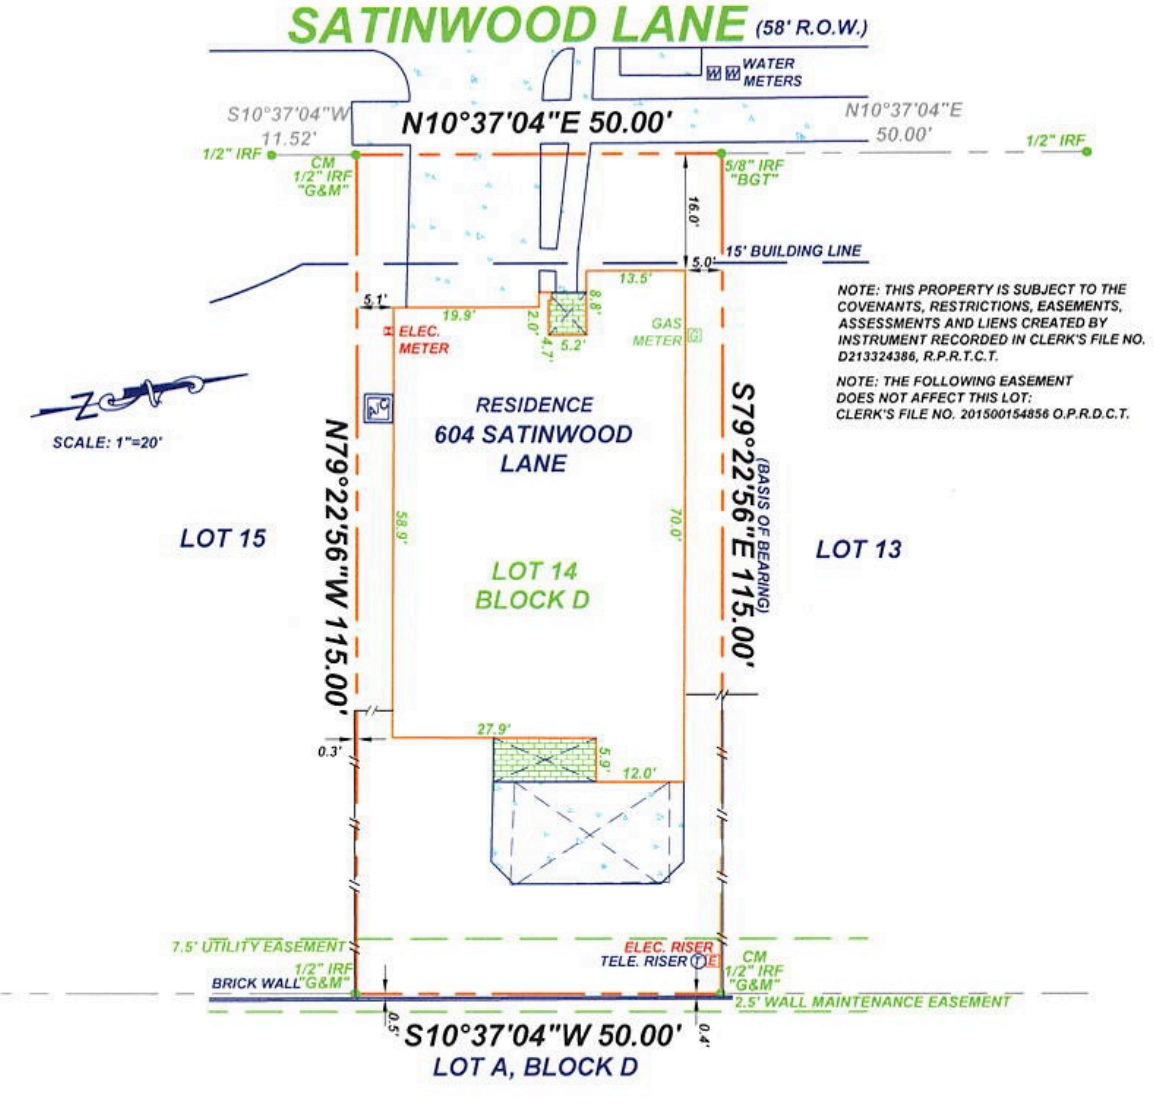 SATINWOOD LANE (58' R.O.W.)
WATER
METERS
W W
S10°37'04"W
11.52'
N10°37'04"E 50.00'
N10°37'04"E
50.00'
1/2" IRF
CM
1/2" IRF
"G&M"
5/8" IRF
"BGT"
1/2" IRF
16.0'
15' BUILDING LINE
5.0'
13.5'
5.1'
19.9'
2.0'
8.8'
4.7'
5.2'
ELEC.
METER
GAS
METER
G
NOTE: THIS PROPERTY IS SUBJECT TO THE
COVENANTS, RESTRICTIONS, EASEMENTS,
ASSESSMENTS AND LIENS CREATED BY
INSTRUMENT RECORDED IN CLERK'S FILE NO.
D213324386, R.P.R.T.C.T.
NOTE: THE FOLLOWING EASEMENT
DOES NOT AFFECT THIS LOT:
CLERK'S FILE NO. 201500154856 O.P.R.D.C.T.
SCALE: 1"=20'
RESIDENCE
604 SATINWOOD
LANE
N79°22'56"W 115.00'
S79°22'56"E 115.00'
(BASIS OF BEARING)
58.9'
70.0'
LOT 15
LOT 13
LOT 14
BLOCK D
27.9'
0.3'
5.9'
12.0'
7.5' UTILITY EASEMENT
ELEC. RISER
TELE. RISER T E
1/2" IRF
"G&M"
BRICK WALL
CM
1/2" IRF
"G&M"
2.5' WALL MAINTENANCE EASEMENT
0.5'
S10°37'04"W 50.00'
0.4'
LOT A, BLOCK D